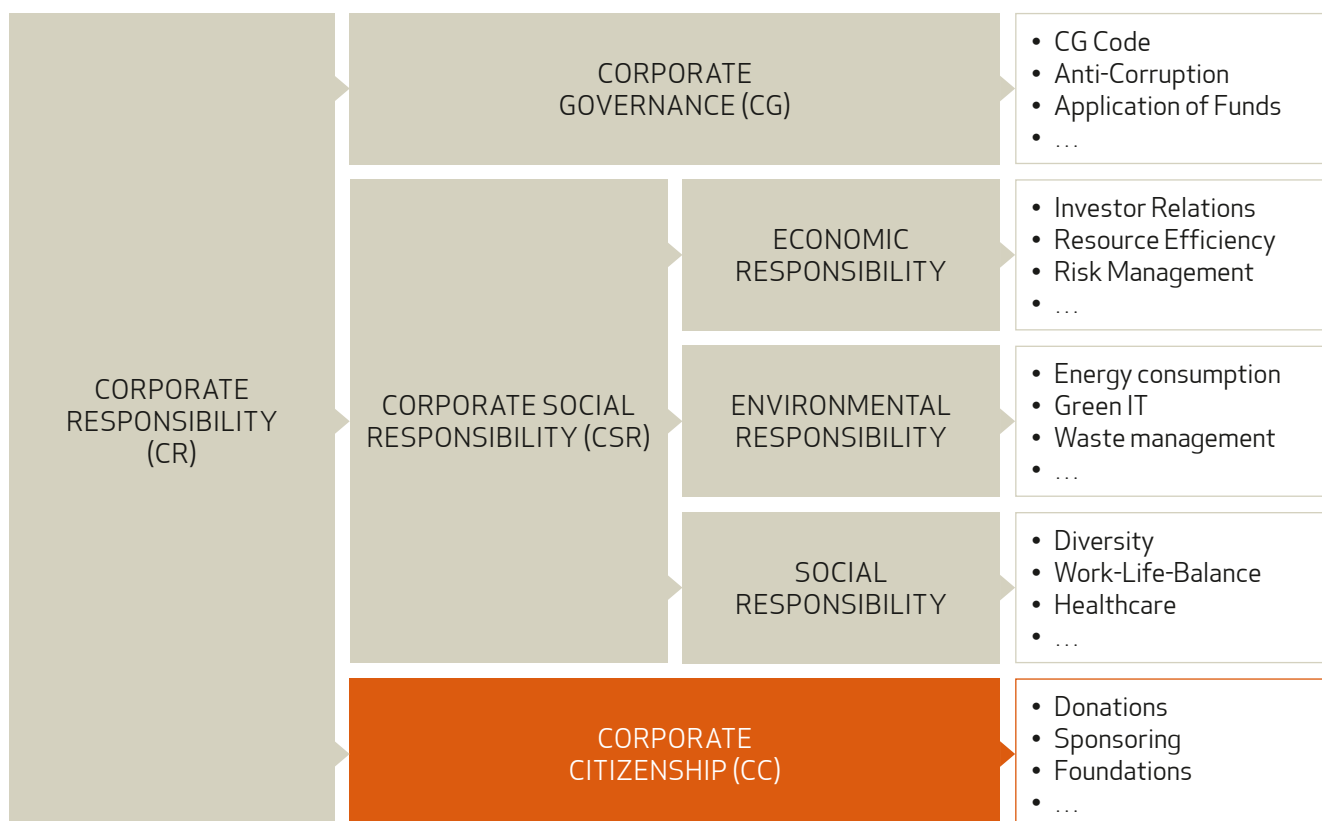 CORPORATE
RESPONSIBILITY
(CR)
CORPORATE
GOVERNANCE (CG)
• CG Code
• Anti-Corruption
• Application of Funds
• ...
CORPORATE SOCIAL
RESPONSIBILITY (CSR)
ECONOMIC
RESPONSIBILITY
• Investor Relations
• Resource Efficiency
• Risk Management
• ...
ENVIRONMENTAL
RESPONSIBILITY
• Energy consumption
• Green IT
• Waste management
• ...
SOCIAL
RESPONSIBILITY
• Diversity
• Work-Life-Balance
• Healthcare
• ...
CORPORATE
CITIZENSHIP (CC)
• Donations
• Sponsoring
• Foundations
• ...